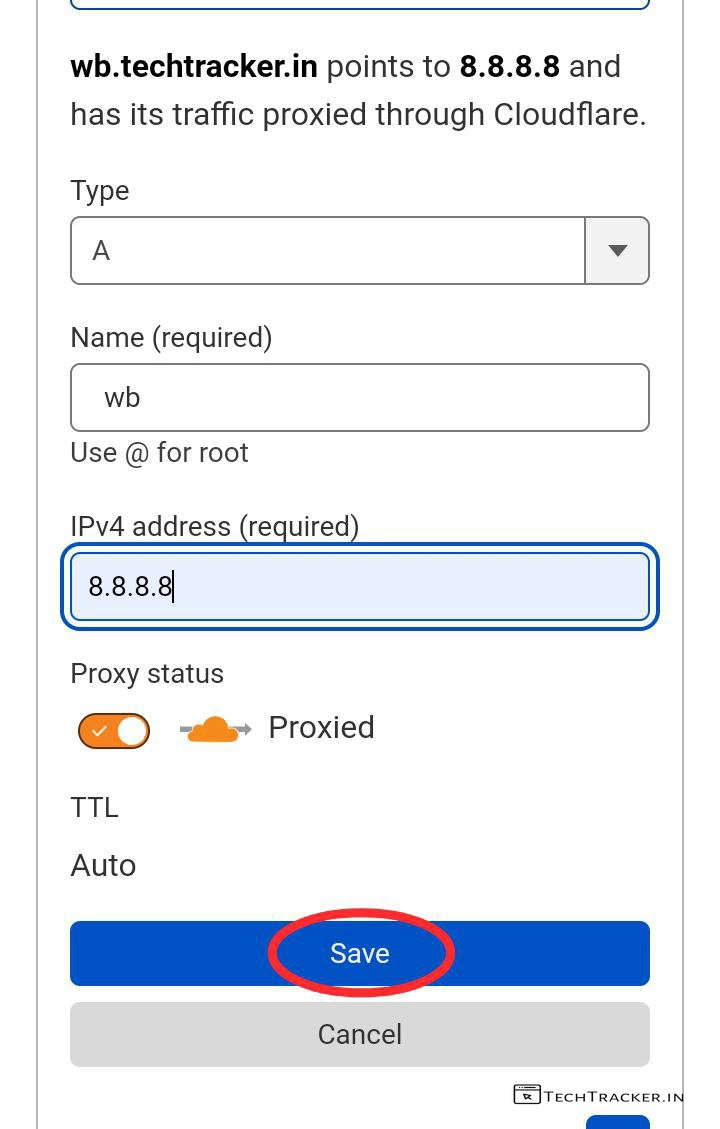 wb.techtracker.in points to 8.8.8.8 and
has its traffic proxied through Cloudflare.
Type
A
Name (required)
wb
Use @ for root
IPv4 address (required)
8.8.8.8
Proxy status
Proxied
TTL
Auto
Save
Cancel
TECHTRACKER.IN